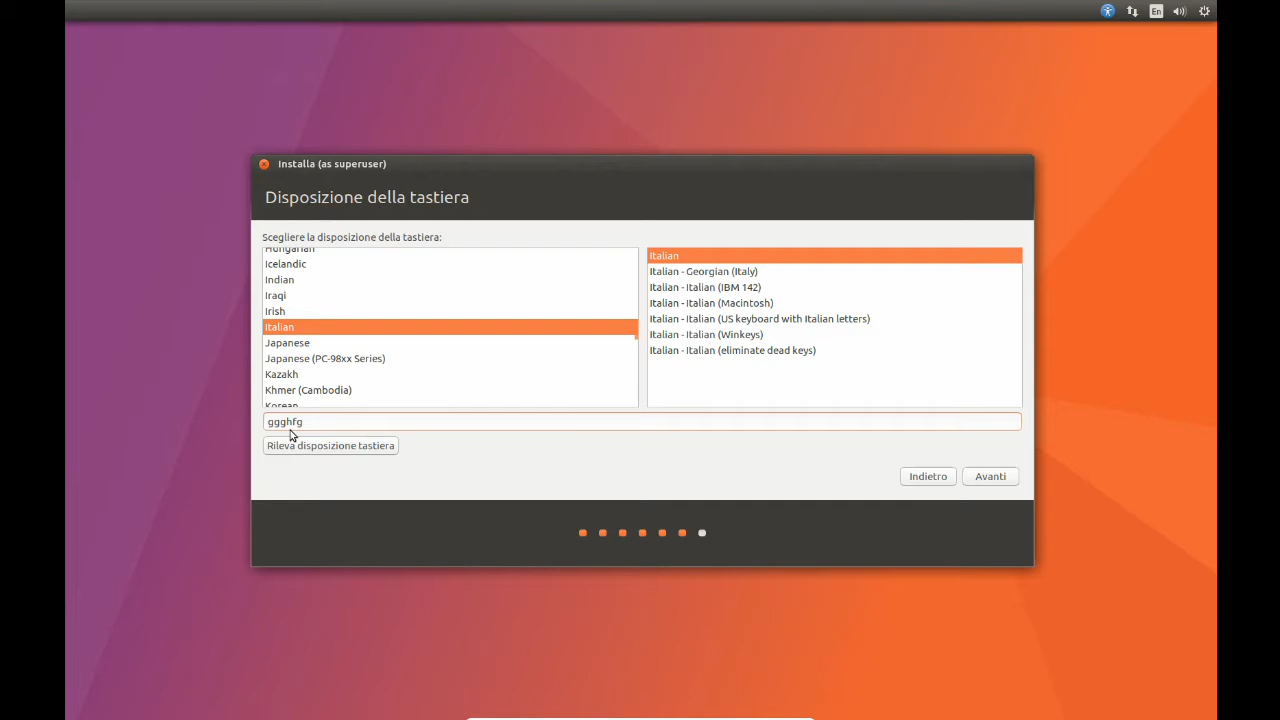 En
Installa (as superuser)
Disposizione della tastiera
Scegliere la disposizione della tastiera:
Hungarian
Icelandic
Indian
Iraqi
Irish
Italian
Japanese
Japanese (PC-98xx Series)
Kazakh
Khmer (Cambodia)
Korean
Italian
Italian - Georgian (Italy)
Italian - Italian (IBM 142)
Italian - Italian (Macintosh)
Italian - Italian (US keyboard with Italian letters)
Italian - Italian (Winkeys)
Italian - Italian (eliminate dead keys)
ggghfg
Rileva disposizione tastiera
Indietro
Avanti